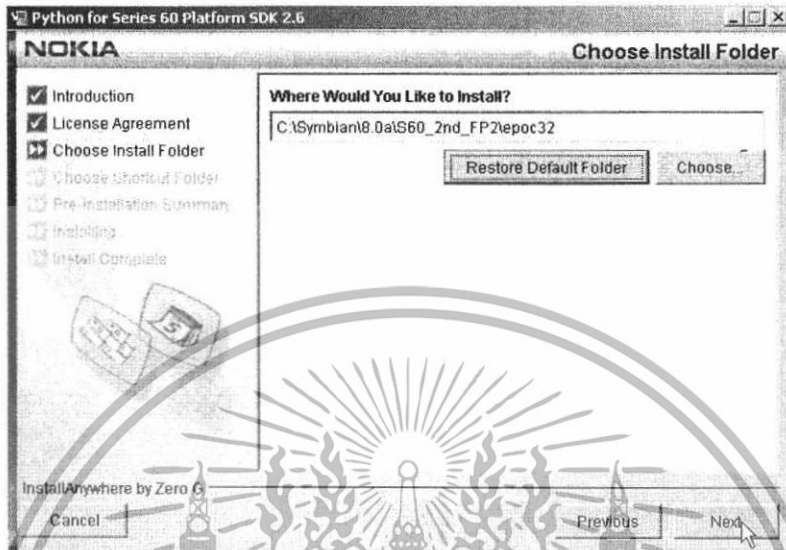 Python for Series 60 Platform SDK 2.6
NOKIA
Choose Install Folder
Introduction
License Agreement
Choose Install Folder
Choose Shortcut Folder
Pre-Installation Summary
Installing...
Install Complete
Where Would You Like to Install?
C:\Symbian\8.0a\S60_2nd_FP2\epoc32
Restore Default Folder
Choose...
InstallAnywhere by Zero G
Cancel
Previous
Next